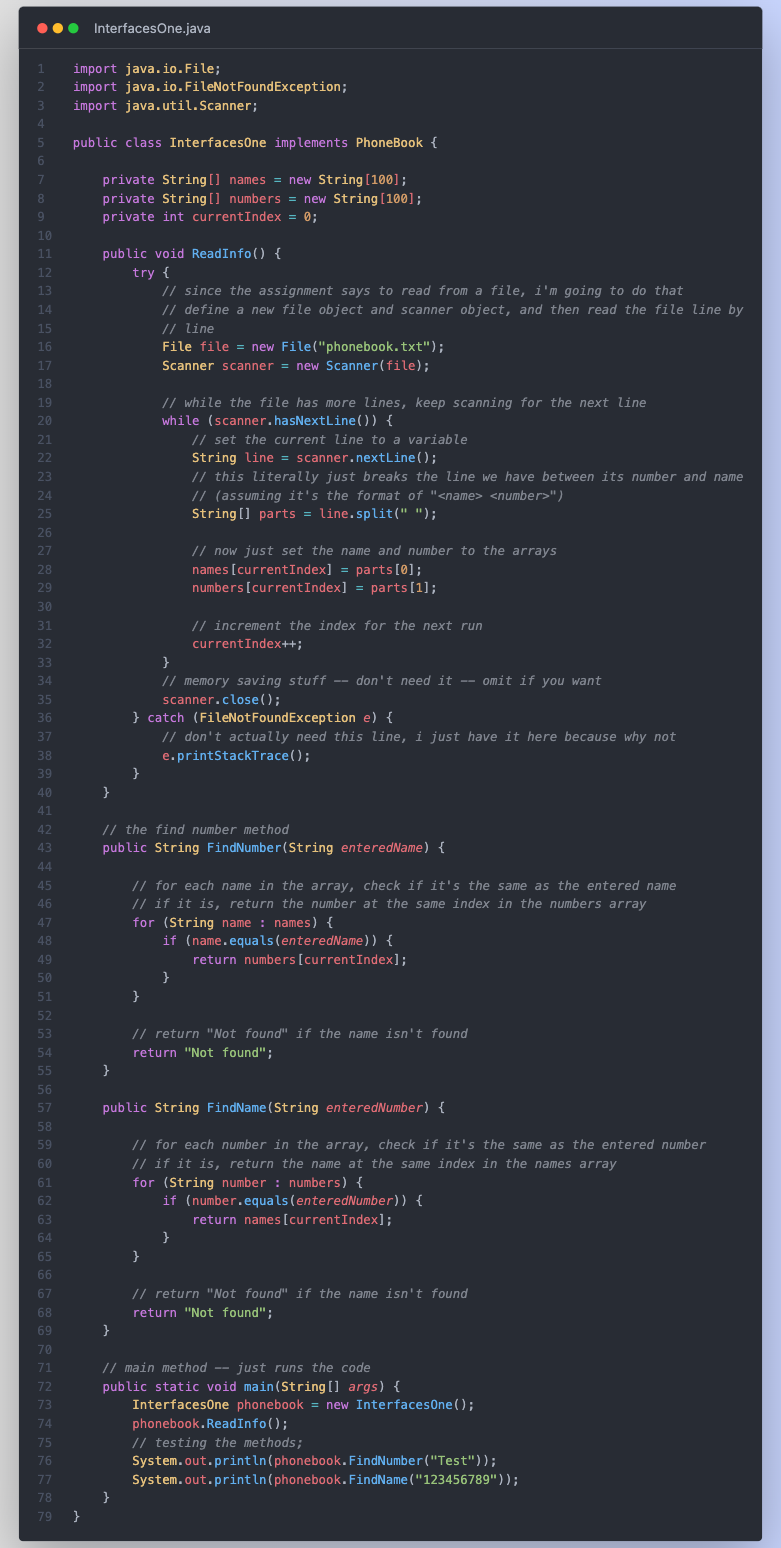 InterfacesOne.java
1 import java.io.File;
2 import java.io.FileNotFoundException;
3 import java.util.Scanner;
4
5 public class InterfacesOne implements PhoneBook {
6
7     private String[] names = new String[100];
8     private String[] numbers = new String[100];
9     private int currentIndex = 0;
10
11     public void ReadInfo() {
12         try {
13             // since the assignment says to read from a file, i'm going to do that
14             // define a new file object and scanner object, and then read the file line by
15             // line
16             File file = new File("phonebook.txt");
17             Scanner scanner = new Scanner(file);
18
19             // while the file has more lines, keep scanning for the next line
20             while (scanner.hasNextLine()) {
21                 // set the current line to a variable
22                 String line = scanner.nextLine();
23                 // this literally just breaks the line we have between its number and name
24                 // (assuming it's the format of "<name> <number>")
25                 String[] parts = line.split(" ");
26
27                 // now just set the name and number to the arrays
28                 names[currentIndex] = parts[0];
29                 numbers[currentIndex] = parts[1];
30
31                 // increment the index for the next run
32                 currentIndex++;
33             }
34             // memory saving stuff -- don't need it -- omit if you want
35             scanner.close();
36         } catch (FileNotFoundException e) {
37             // don't actually need this line, i just have it here because why not
38             e.printStackTrace();
39         }
40     }
41
42     // the find number method
43     public String FindNumber(String enteredName) {
44
45         // for each name in the array, check if it's the same as the entered name
46         // if it is, return the number at the same index in the numbers array
47         for (String name : names) {
48             if (name.equals(enteredName)) {
49                 return numbers[currentIndex];
50             }
51         }
52
53         // return "Not found" if the name isn't found
54         return "Not found";
55     }
56
57     public String FindName(String enteredNumber) {
58
59         // for each number in the array, check if it's the same as the entered number
60         // if it is, return the name at the same index in the names array
61         for (String number : numbers) {
62             if (number.equals(enteredNumber)) {
63                 return names[currentIndex];
64             }
65         }
66
67         // return "Not found" if the name isn't found
68         return "Not found";
69     }
70
71     // main method -- just runs the code
72     public static void main(String[] args) {
73         InterfacesOne phonebook = new InterfacesOne();
74         phonebook.ReadInfo();
75         // testing the methods;
76         System.out.println(phonebook.FindNumber("Test"));
77         System.out.println(phonebook.FindName("123456789"));
78     }
79 }